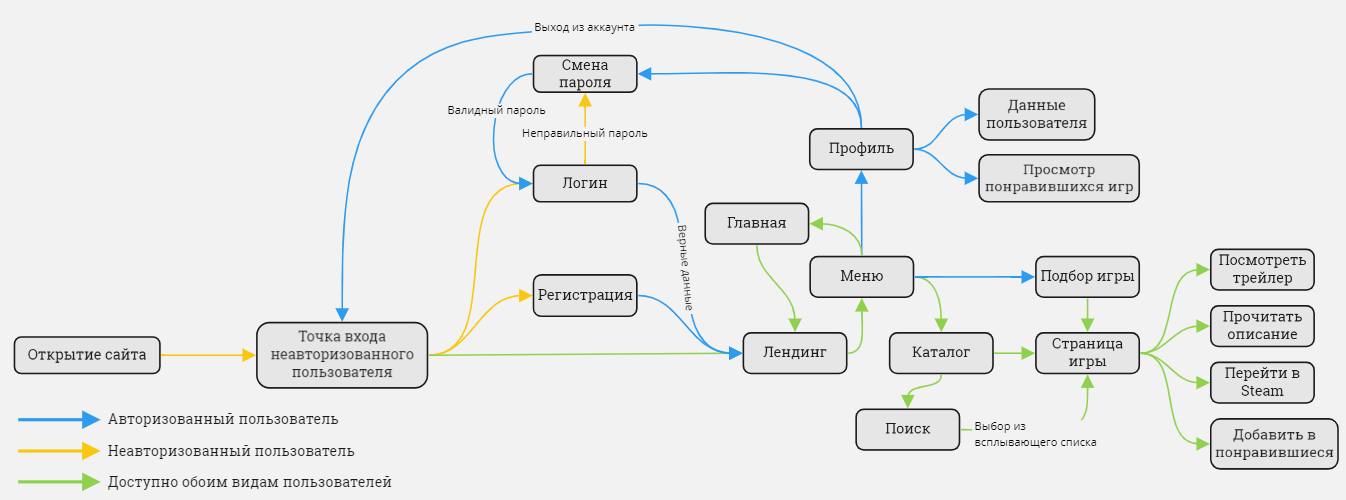 Выход из аккаунта
Смена
пароля
Валидный пароль
Неправильный пароль
Данные
пользователя
Профиль
Просмотр
понравившихся игр
Логин
Главная
Верные данные
Посмотреть
трейлер
Меню
Подбор игры
Регистрация
Прочитать
описание
Точка входа
неавторизованного
пользователя
Открытие сайта
Лендинг
Каталог
Страница
игры
Перейти в
Steam
Поиск
Выбор из
всплывающего списка
Добавить в
понравившиеся
Авторизованный пользователь
Неавторизованный пользователь
Доступно обоим видам пользователей